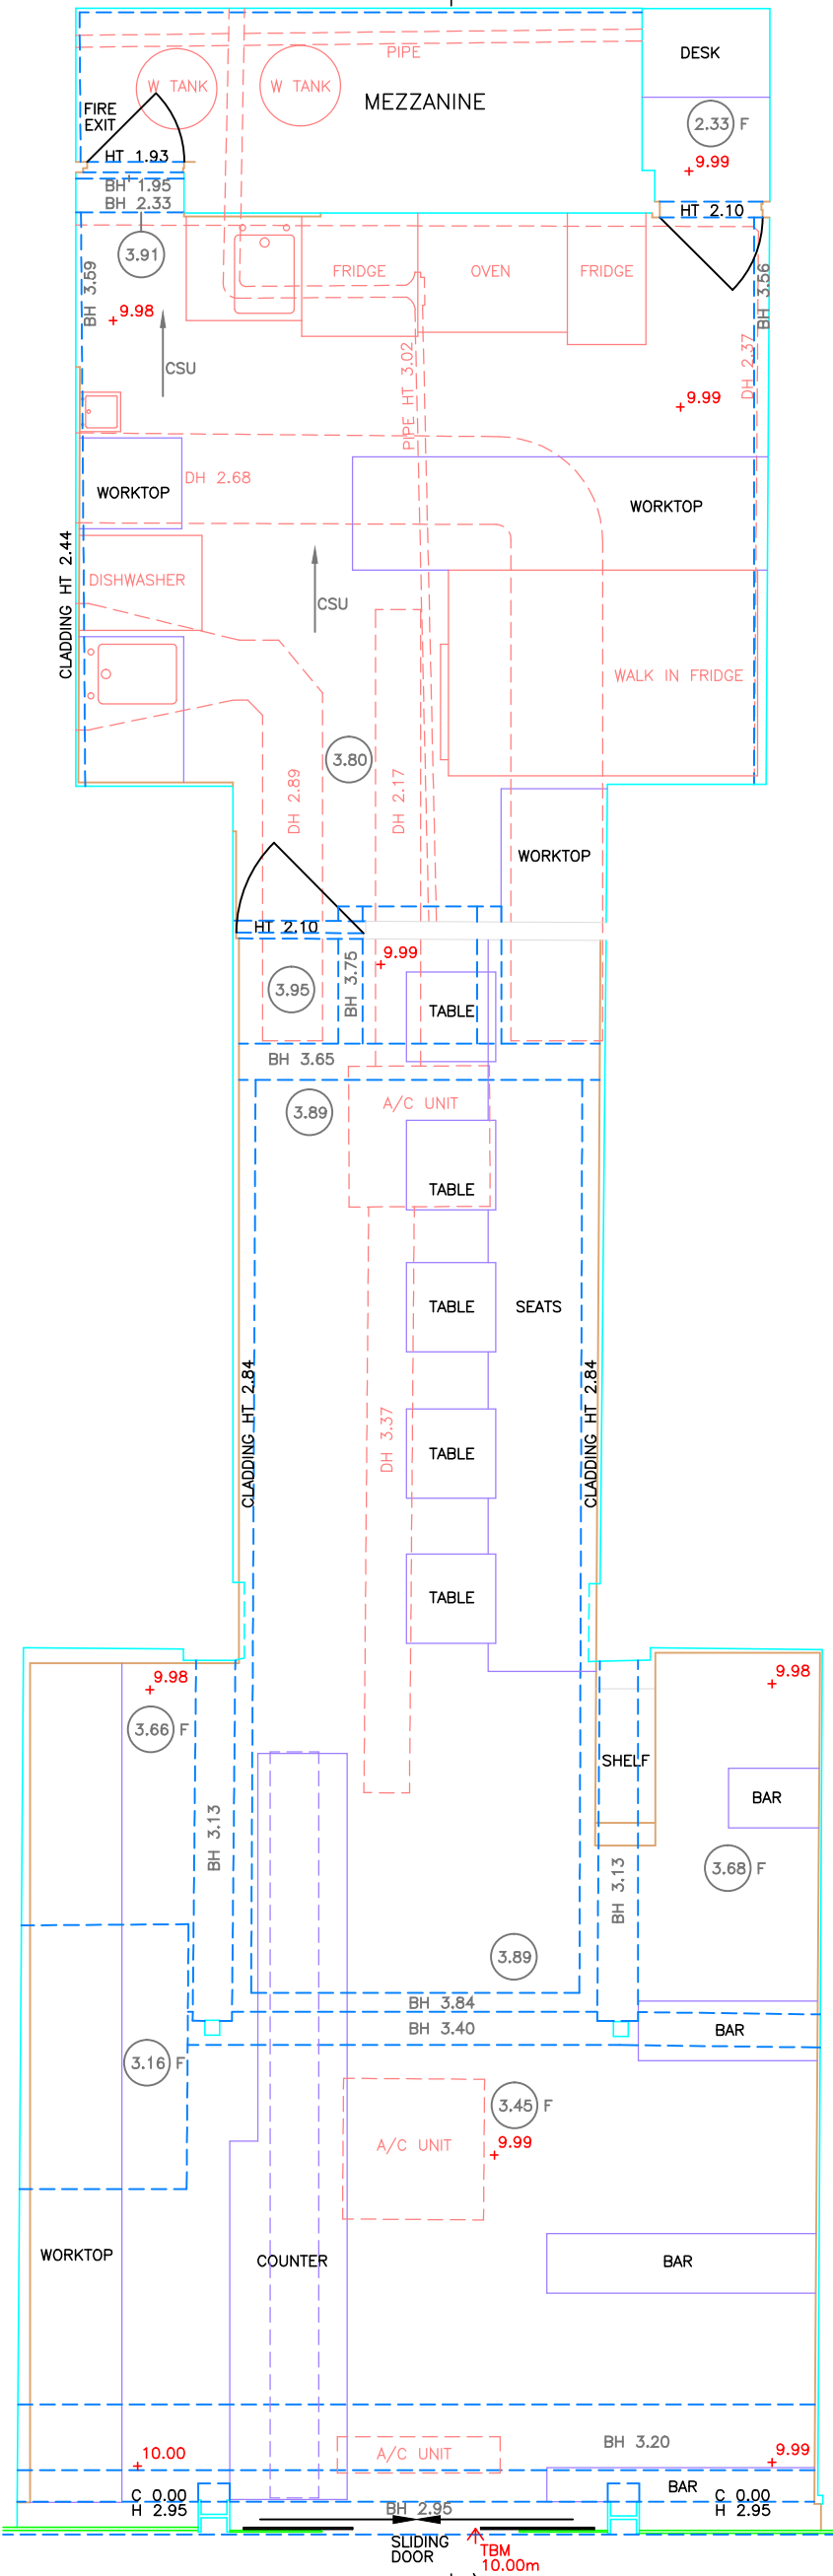 PIPE
DESK
W TANK
W TANK
MEZZANINE
FIRE
EXIT
2.33 F
HT 1.93
9.99
BH 1.95
BH 2.33
HT 2.10
3.91
BH 3.59
FRIDGE
OVEN
FRIDGE
BH 3.56
9.98
CSU
DH 2.37
PIPE HT 3.02
9.99
DH 2.68
WORKTOP
WORKTOP
CLADDING HT 2.44
DISHWASHER
CSU
WALK IN FRIDGE
3.80
DH 2.89
DH 2.17
WORKTOP
HT 2.10
9.99
3.95
BH 3.75
TABLE
BH 3.65
3.89
A/C UNIT
TABLE
TABLE
SEATS
CLADDING HT 2.84
CLADDING HT 2.84
DH 3.37
TABLE
TABLE
9.98
9.98
3.66 F
SHELF
BAR
BH 3.13
3.68 F
BH 3.13
3.89
BH 3.84
BH 3.40
BAR
3.16 F
3.45 F
A/C UNIT
9.99
WORKTOP
COUNTER
BAR
BH 3.20
10.00
A/C UNIT
9.99
BAR
C 0.00
H 2.95
C 0.00
H 2.95
BH 2.95
SLIDING
DOOR
TBM
10.00m